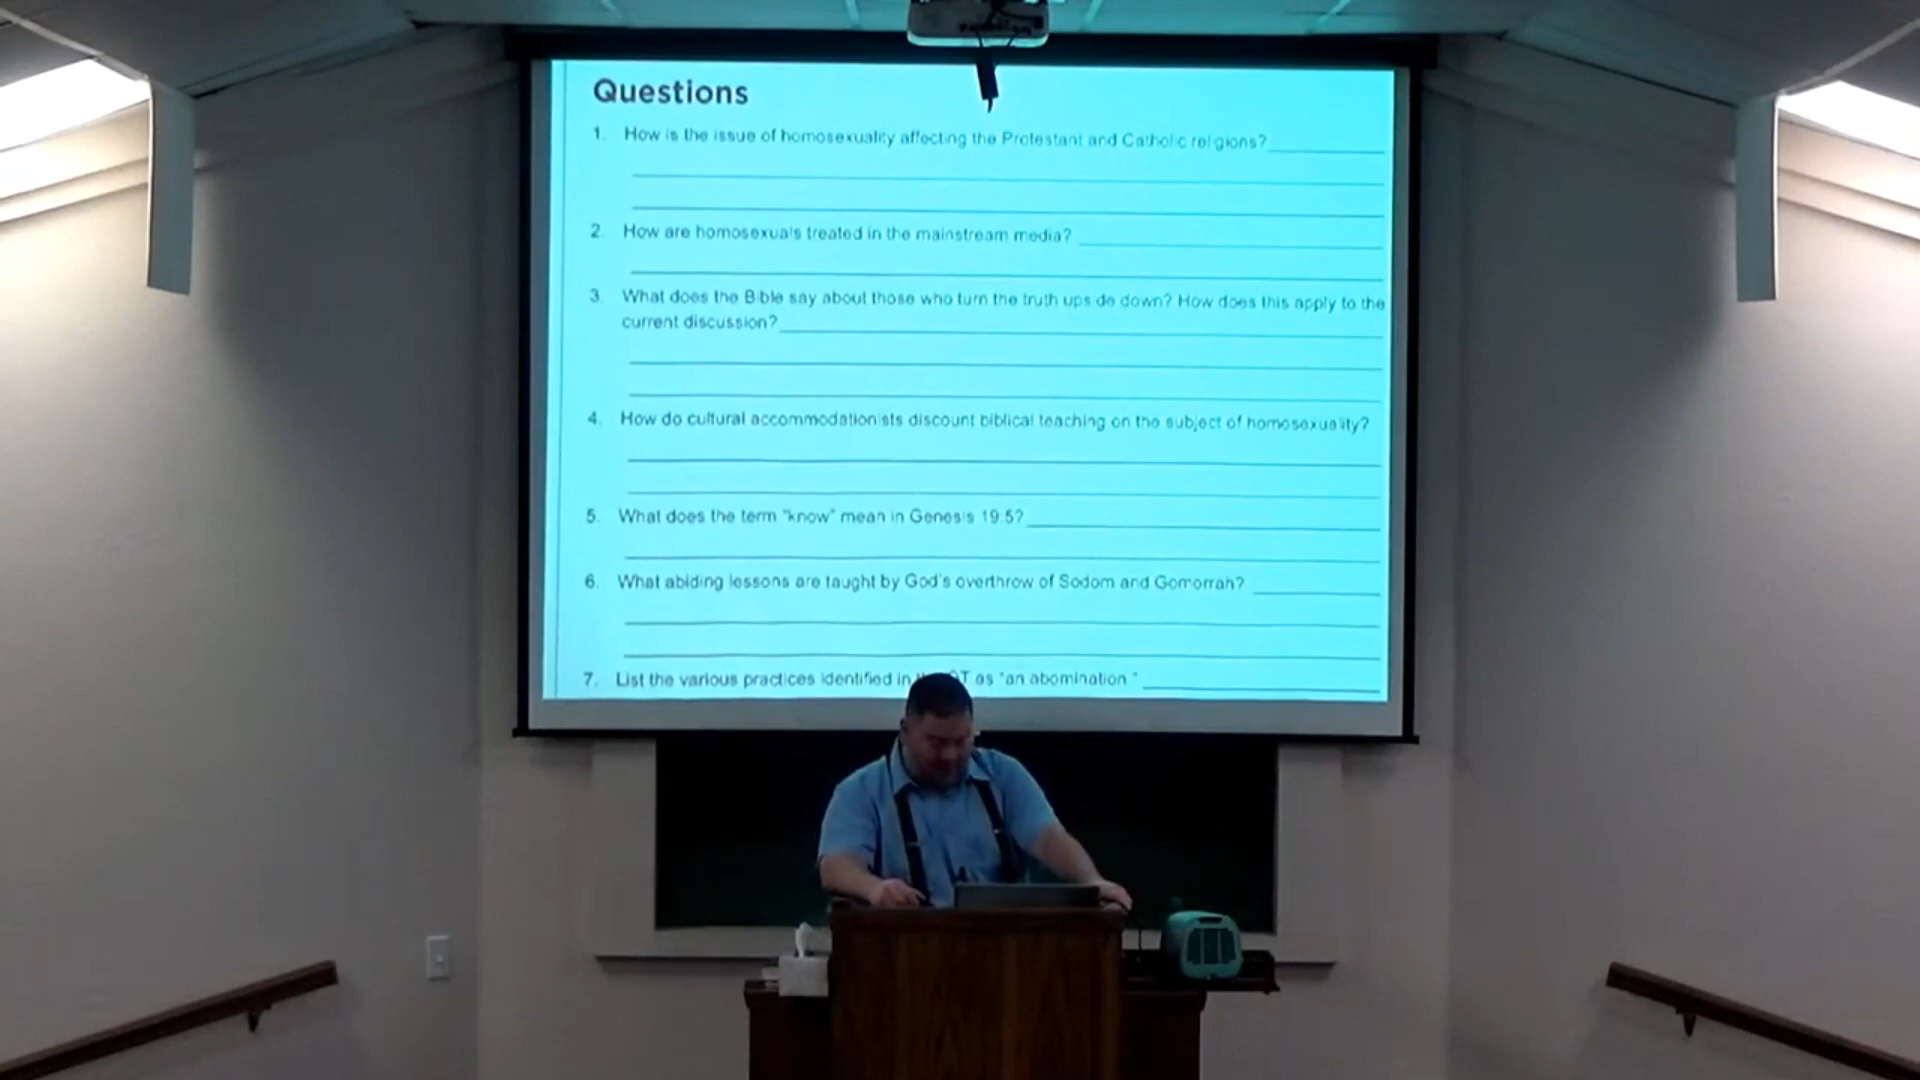 Questions
1. How is the issue of homosexuality affecting the Protestant and Catholic religions?
2. How are homosexuals treated in the mainstream media?
3. What does the Bible say about those who turn the truth upside down? How does this apply to the
current discussion?
4. How do cultural accommodationists discount biblical teaching on the subject of homosexuality?
5. What does the term "know" mean in Genesis 19:5?
6. What abiding lessons are taught by God's overthrow of Sodom and Gomorrah?
7. List the various practices identified in as "an abomination."